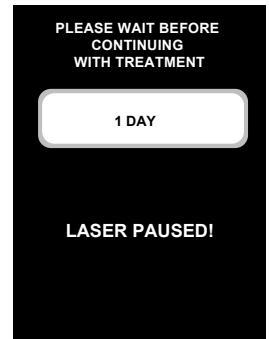 PLEASE WAIT BEFORE
CONTINUING
WITH TREATMENT
1 DAY
LASER PAUSED!